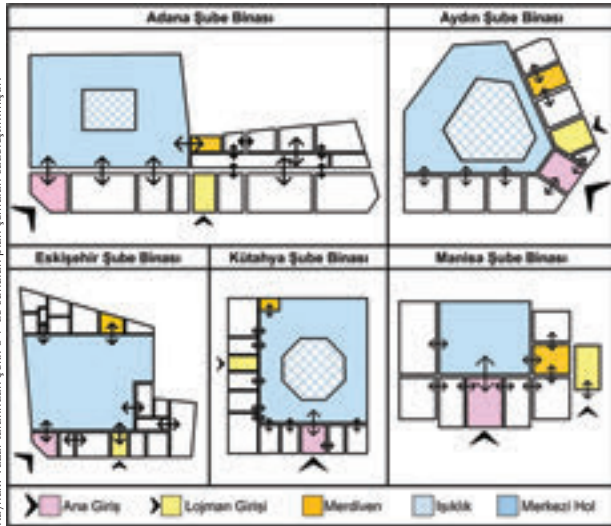 Adana Şube Binası
Aydın Şube Binası
Eskişehir Şube Binası
Kütahya Şube Binası
Manisa Şube Binası
Ana Giriş
Lojman Girişi
Merdiven
Işıklık
Merkezi Hol